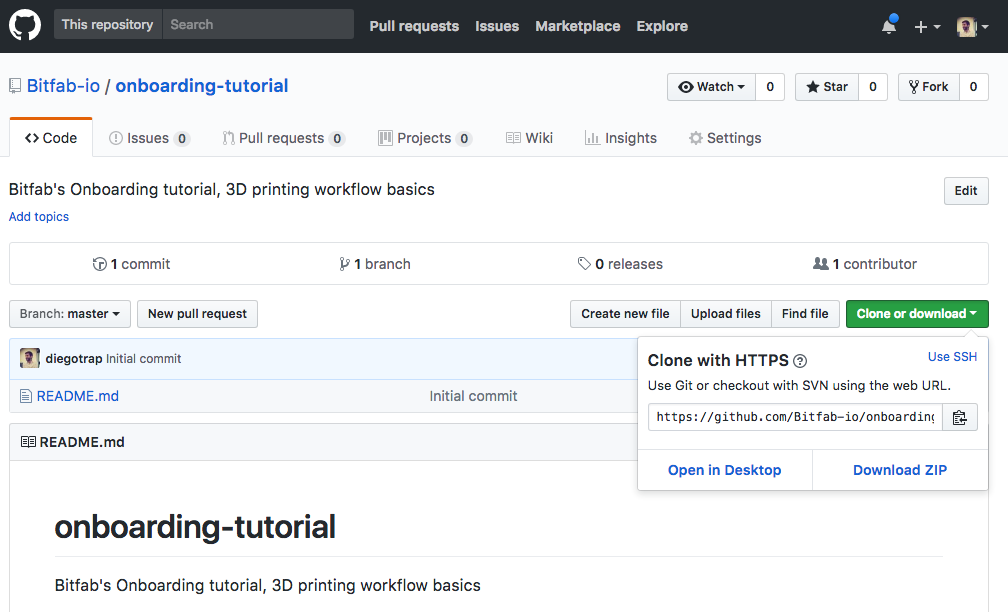 This repository Search Pull requests Issues Marketplace Explore
Bitfab-io / onboarding-tutorial Watch 0 Star 0 Fork 0
Code Issues 0 Pull requests 0 Projects 0 Wiki Insights Settings
Bitfab's Onboarding tutorial, 3D printing workflow basics Edit
Add topics
1 commit 1 branch 0 releases 1 contributor
Branch: master New pull request Create new file Upload files Find file Clone or download
diegotrap Initial commit
README.md Initial commit
Clone with HTTPS ? Use SSH
Use Git or checkout with SVN using the web URL.
https://github.com/Bitfab-io/onboarding
Open in Desktop Download ZIP
README.md
onboarding-tutorial
Bitfab's Onboarding tutorial, 3D printing workflow basics